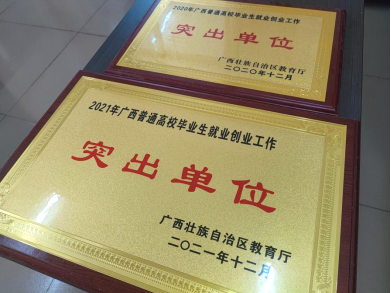 2020年广西普通高校毕业生就业创业工作
突出单位
广西壮族自治区教育厅
二〇二〇年十二月
2021年广西普通高校毕业生就业创业工作
突出单位
广西壮族自治区教育厅
二〇二一年十二月